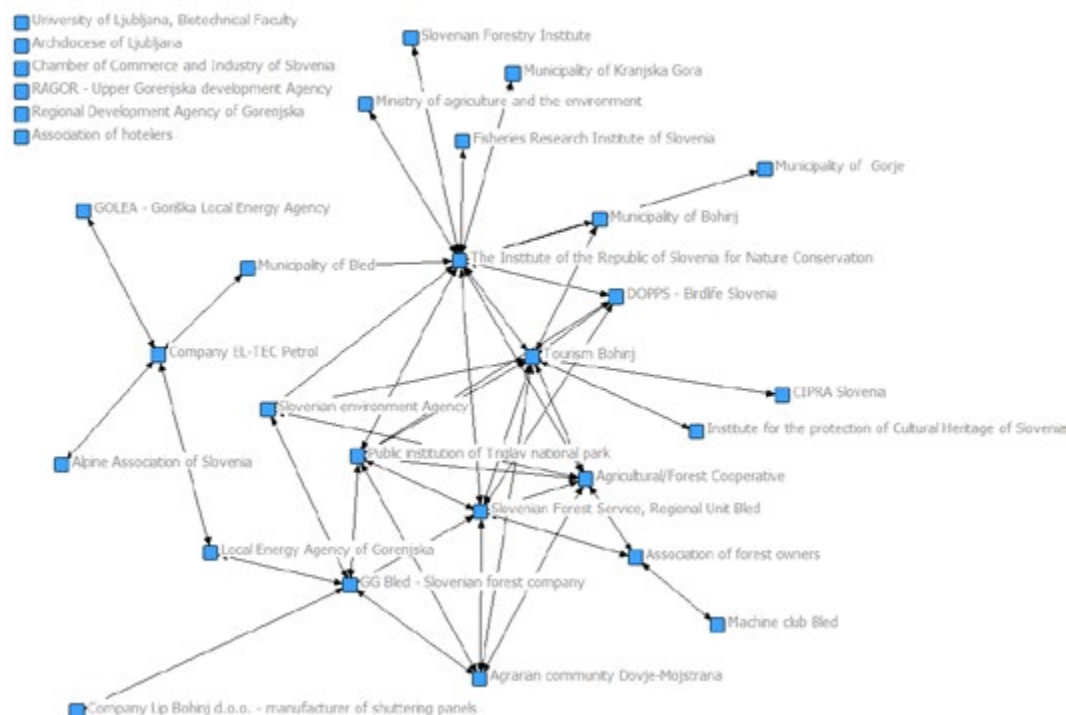 University of Ljubljana, Biotechnical Faculty
Archdocese of Ljubljana
Chamber of Commerce and Industry of Slovenia
RAGOR - Upper Gorenjska development Agency
Regional Development Agency of Gorenjska
Association of hoteliers
Slovenian Forestry Institute
Municipality of Kranjska Gora
Ministry of agriculture and the environment
Fisheries Research Institute of Slovenia
Municipality of Gorje
GOLEA - Goriška Local Energy Agency
Municipality of Bohinj
The Institute of the Republic of Slovenia for Nature Conservation
Municipality of Bled
DOPPS - Birdlife Slovenia
Company EL-TEC Petrol
Tourism Bohinj
CIPRA Slovenia
Slovenian environment Agency
Institute for the protection of Cultural Heritage of Slovenia
Public institution of Triglav national park
Alpine Association of Slovenia
Agricultural/Forest Cooperative
Slovenian Forest Service, Regional Unit Bled
Local Energy Agency of Gorenjska
Association of forest owners
GG Bled - Slovenian forest company
Machine club Bled
Agrarian community Dovje-Mojstrana
Company Lip Bohinj d.o.o. - manufacturer of shuttering panels